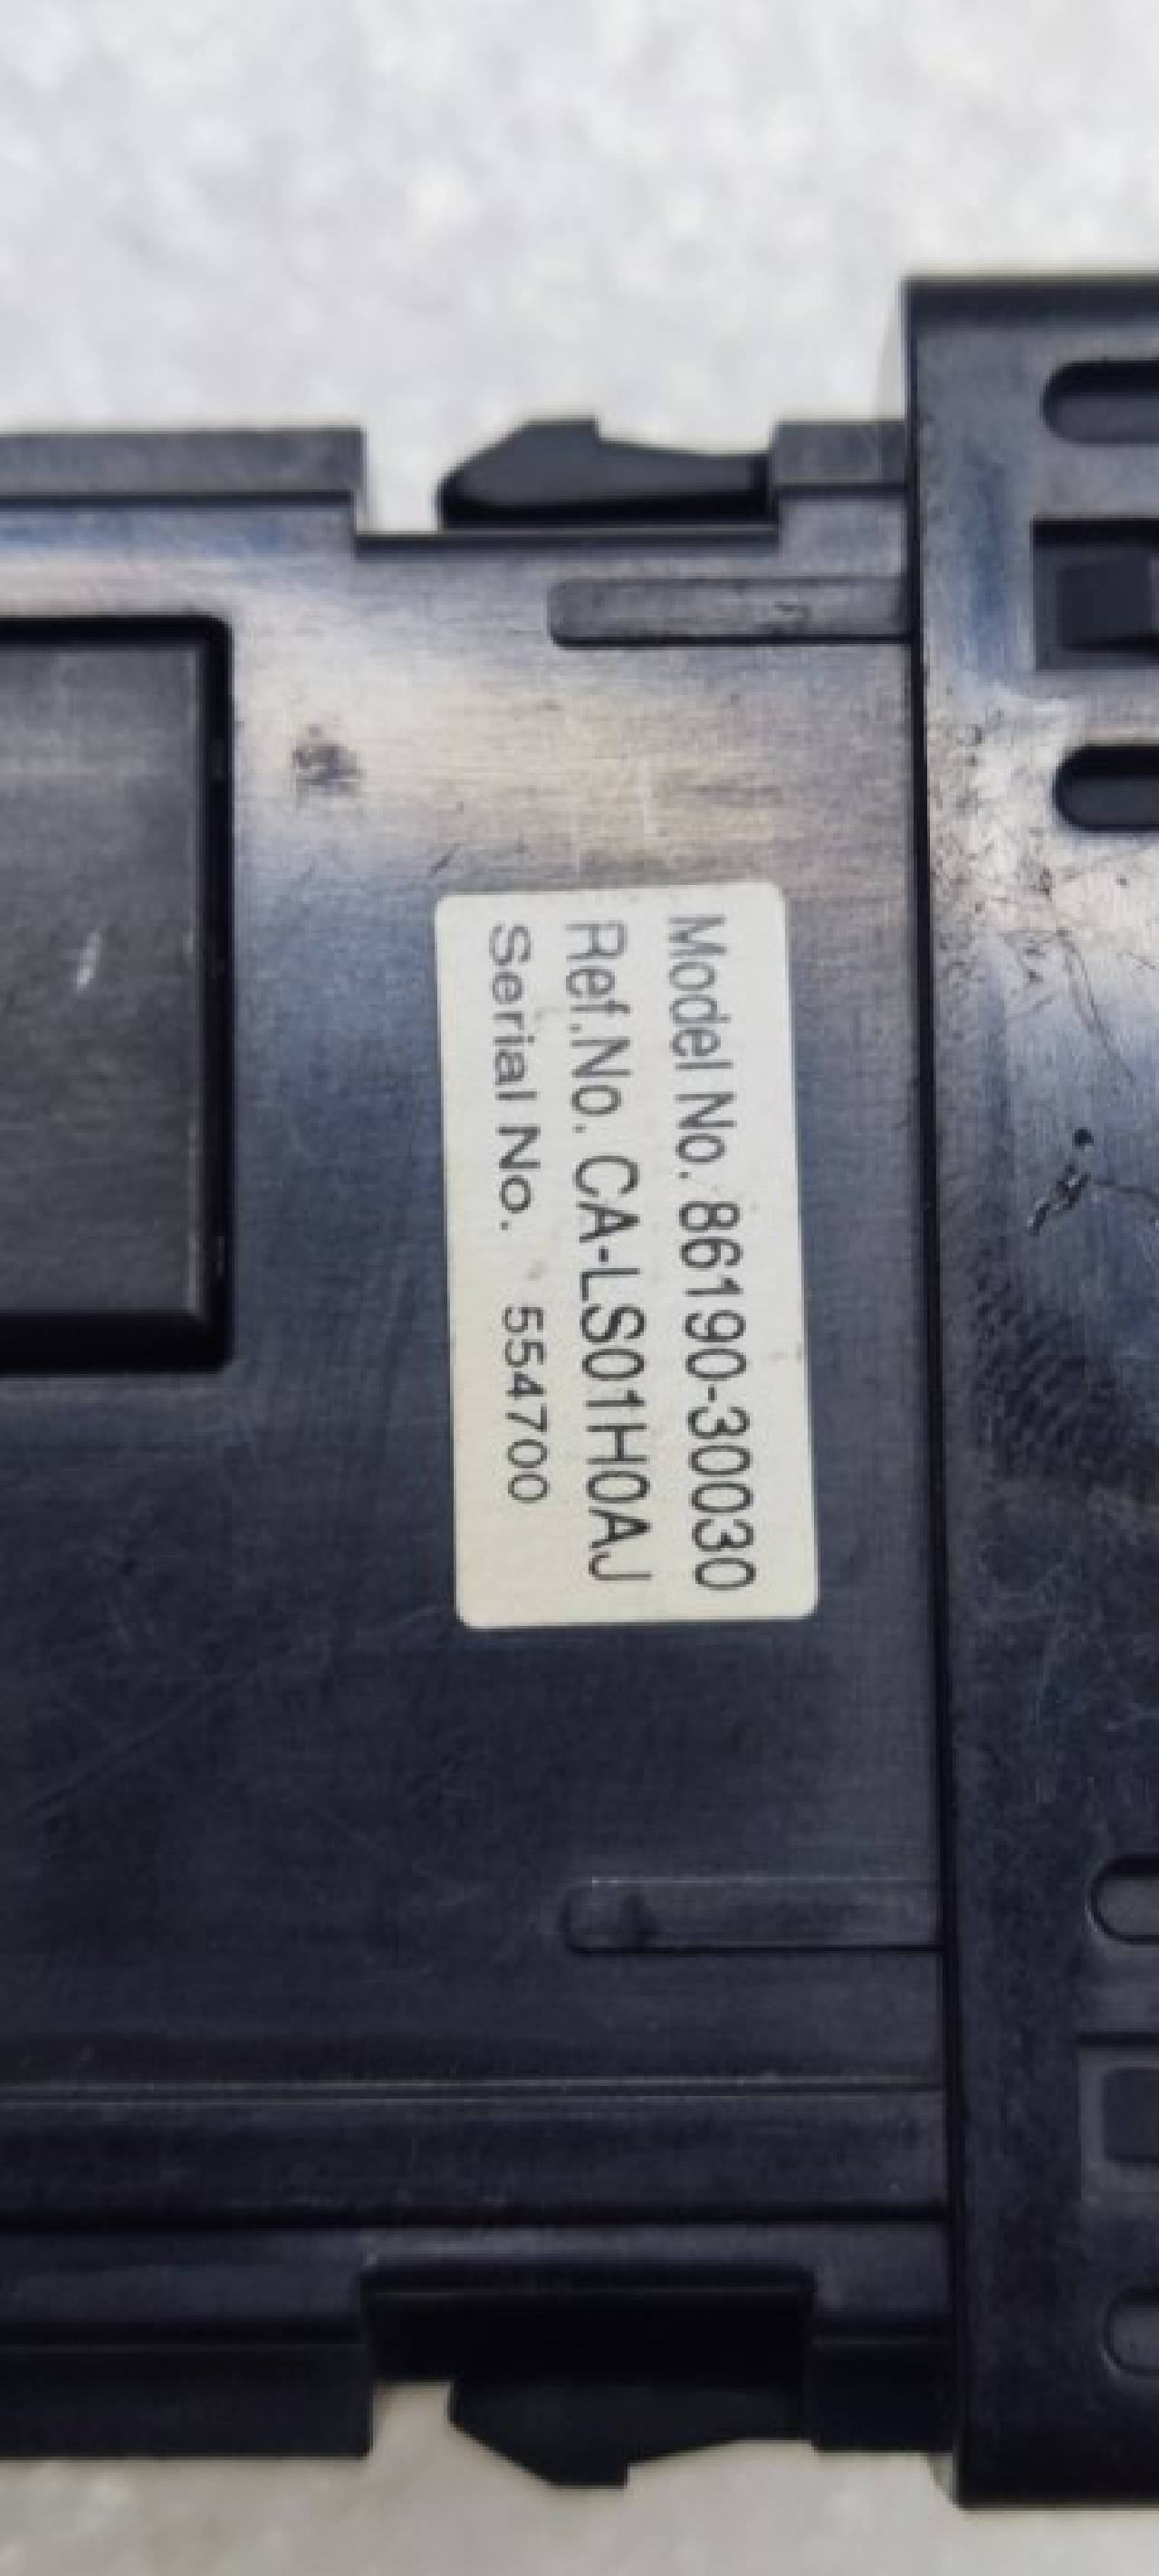 Model No. 86190-30030
Ref.No. CA-LS01H0AJ
Serial No. 554700